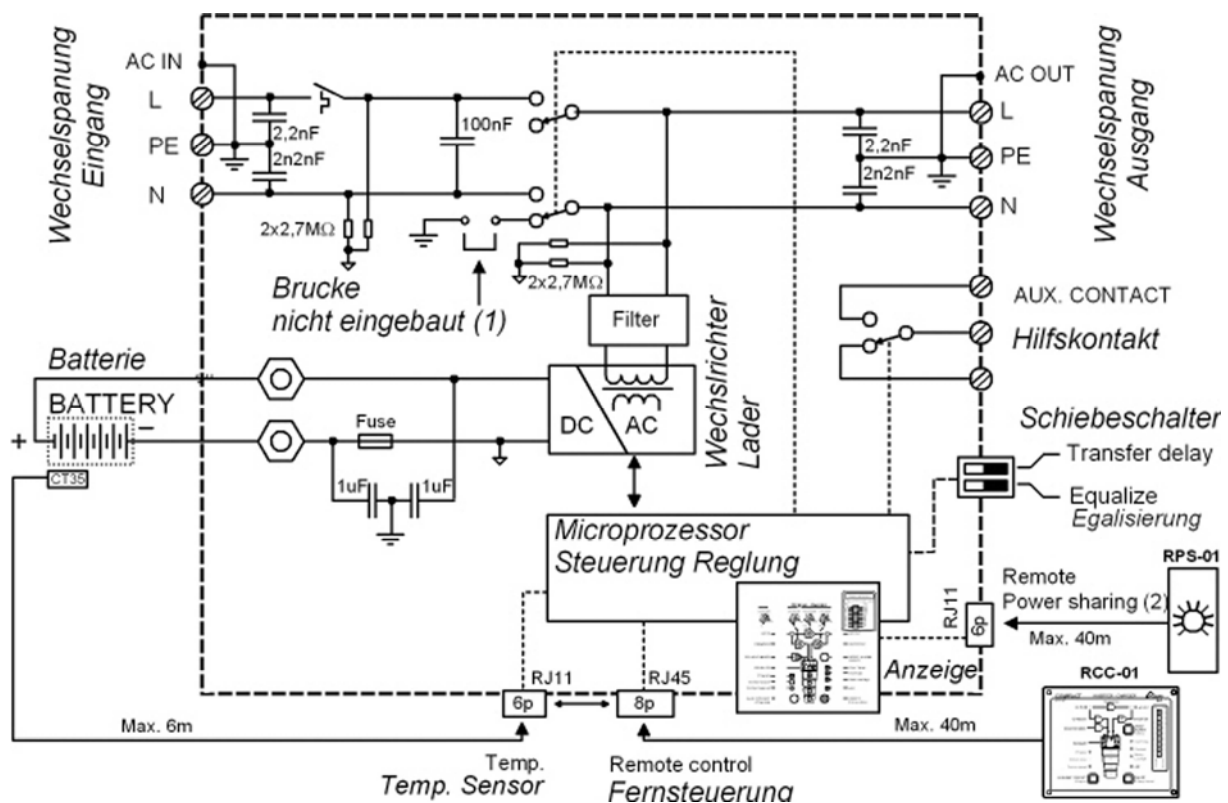 Wechselspanung
Eingang
AC IN
L
PE
N
2,2nF
2n2nF
100nF
2x2,7MΩ
2x2,7MΩ
Brucke
nicht eingebaut (1)
Filter
2,2nF
2n2nF
AC OUT
L
PE
N
Wechselspanung
Ausgang
AUX. CONTACT
Hilfskontakt
Batterie
BATTERY
+
−
CT35
Fuse
1uF
1uF
DC
AC
Wechslrichter
Lader
Schiebeschalter
Transfer delay
Equalize
Egalisierung
Microprozessor
Steuerung Reglung
Anzeige
RJ11
6p
Remote
Power sharing (2)
Max. 40m
RPS-01
RCC-01
RJ11
6p
RJ45
8p
Max. 6m
Max. 40m
Temp.
Temp. Sensor
Remote control
Fernsteuerung